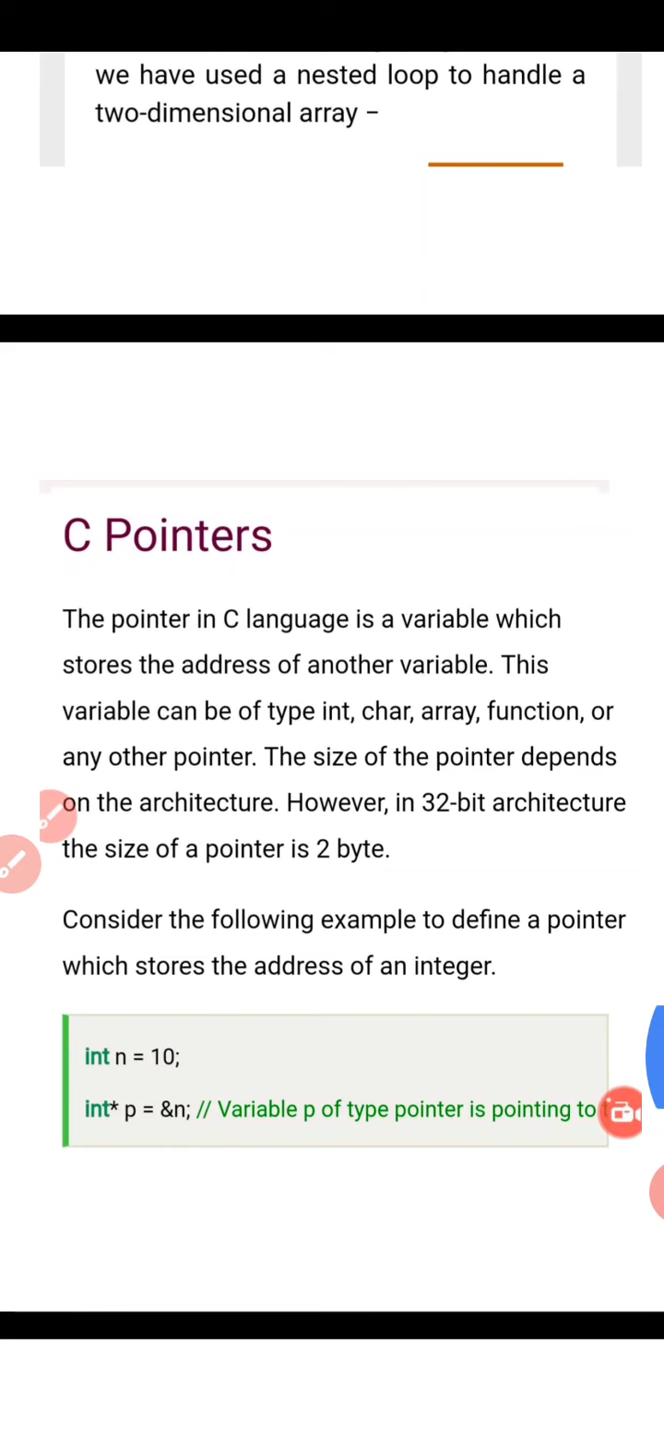 we have used a nested loop to handle a
two-dimensional array –
C Pointers
The pointer in C language is a variable which
stores the address of another variable. This
variable can be of type int, char, array, function, or
any other pointer. The size of the pointer depends
on the architecture. However, in 32-bit architecture
the size of a pointer is 2 byte.
Consider the following example to define a pointer
which stores the address of an integer.
int n = 10;
int* p = &n; // Variable p of type pointer is pointing to